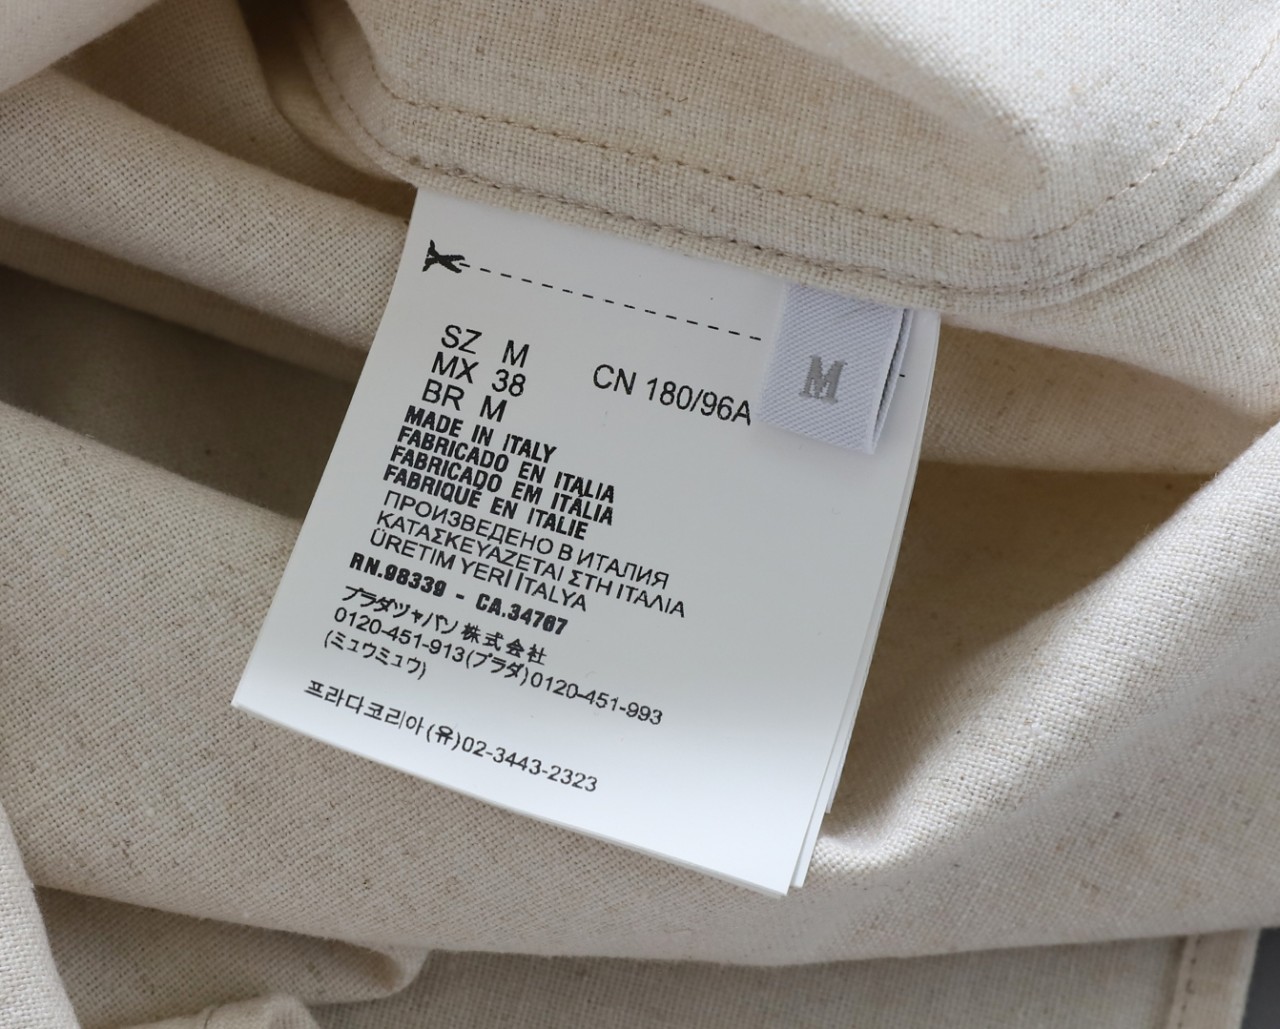 SZ M
MX 38 CN 180/96A
BR M
M
MADE IN ITALY
FABRICADO EN ITALIA
FABRICADO EM ITÁLIA
FABRIQUÉ EN ITALIE
ПРОИЗВЕДЕНО В ИТАЛИЯ
ΚΑΤΑΣΚΕΥΑΖΕΤΑΙ ΣΤΗ ΙΤΑΛΙΑ
ÜRETIM YERİ İTALYA
RN.98339 - CA.34767
プラダジャパン株式会社
0120-451-913(プラダ)0120-451-993
(ミュウミュウ)
프라다코리아(유)02-3443-2323